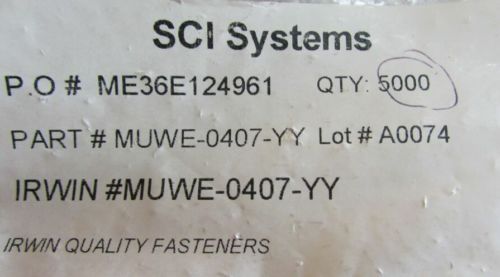 SCI Systems
P.O # ME36E124961 QTY: 5000
PART # MUWE-0407-YY Lot # A0074
IRWIN #MUWE-0407-YY
IRWIN QUALITY FASTENERS